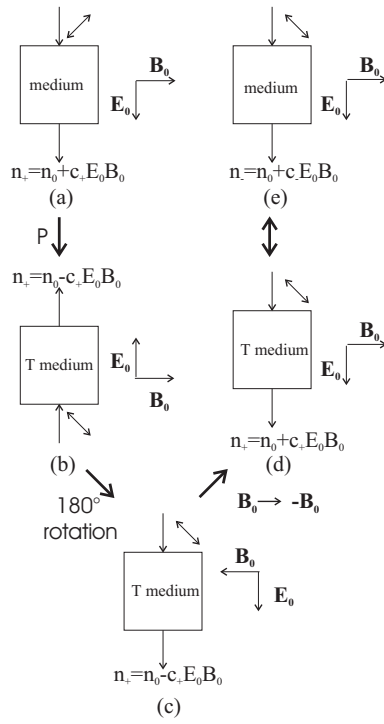 medium
B₀
E₀
n₊=n₀+c₊E₀B₀
(a)
P
n₊=n₀-c₊E₀B₀
T medium
E₀
B₀
(b)
180°
rotation
T medium
B₀
E₀
n₊=n₀-c₊E₀B₀
(c)
medium
B₀
E₀
n₋=n₀+c₋E₀B₀
(e)
T medium
B₀
E₀
n₊=n₀+c₊E₀B₀
(d)
B₀ → -B₀